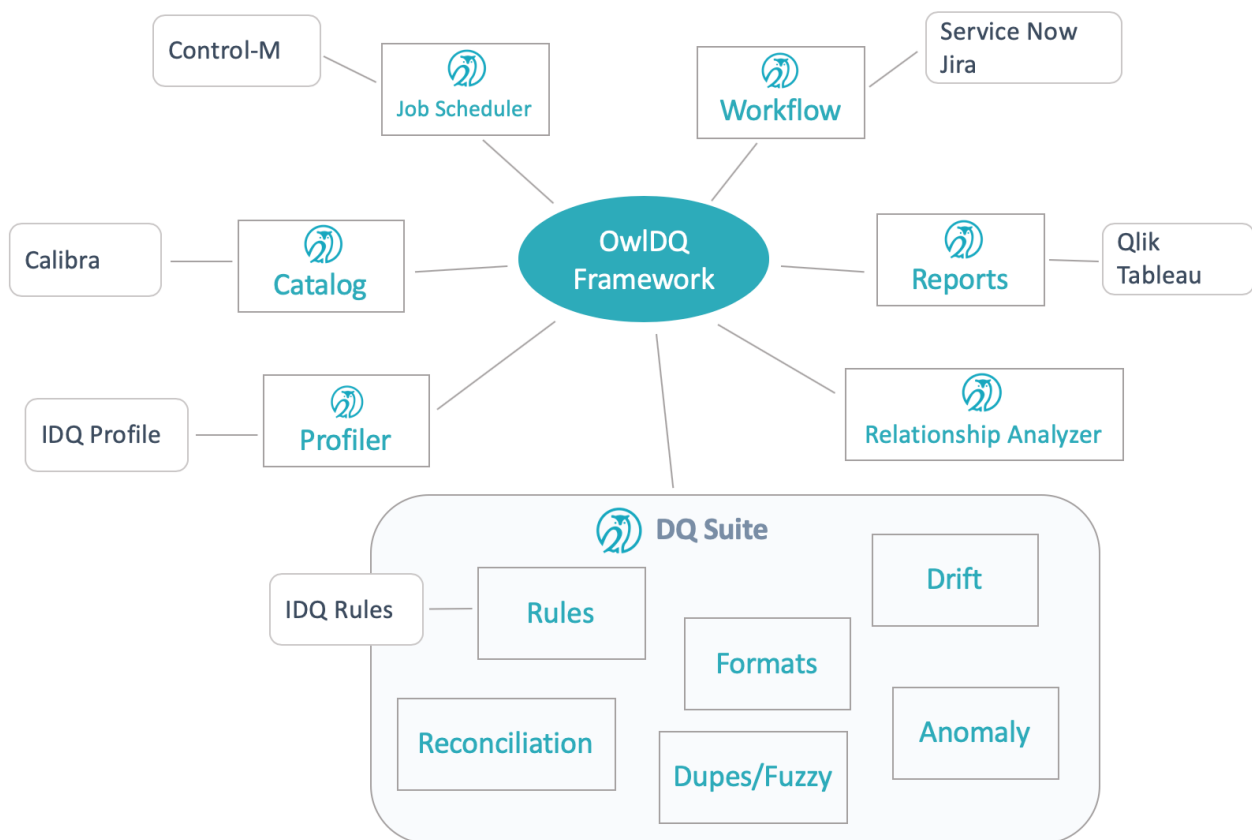 Control-M
Job Scheduler
Workflow
Service Now
Jira
Calibra
Catalog
OwlDQ
Framework
Reports
Qlik
Tableau
IDQ Profile
Profiler
Relationship Analyzer
DQ Suite
IDQ Rules
Rules
Drift
Formats
Reconciliation
Anomaly
Dupes/Fuzzy